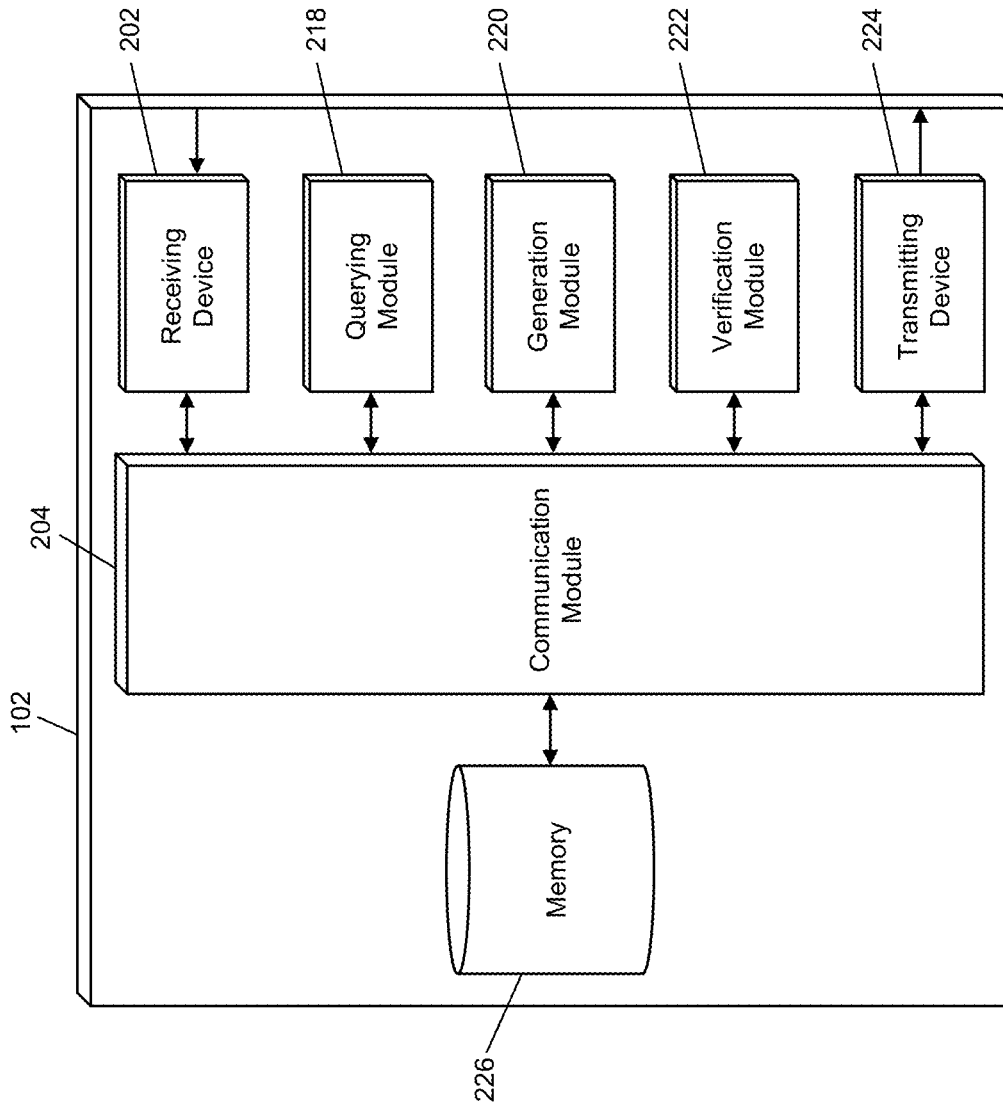 102
204
202
Receiving
Device
218
Querying
Module
220
Generation
Module
222
Verification
Module
224
Transmitting
Device
Communication
Module
Memory
226